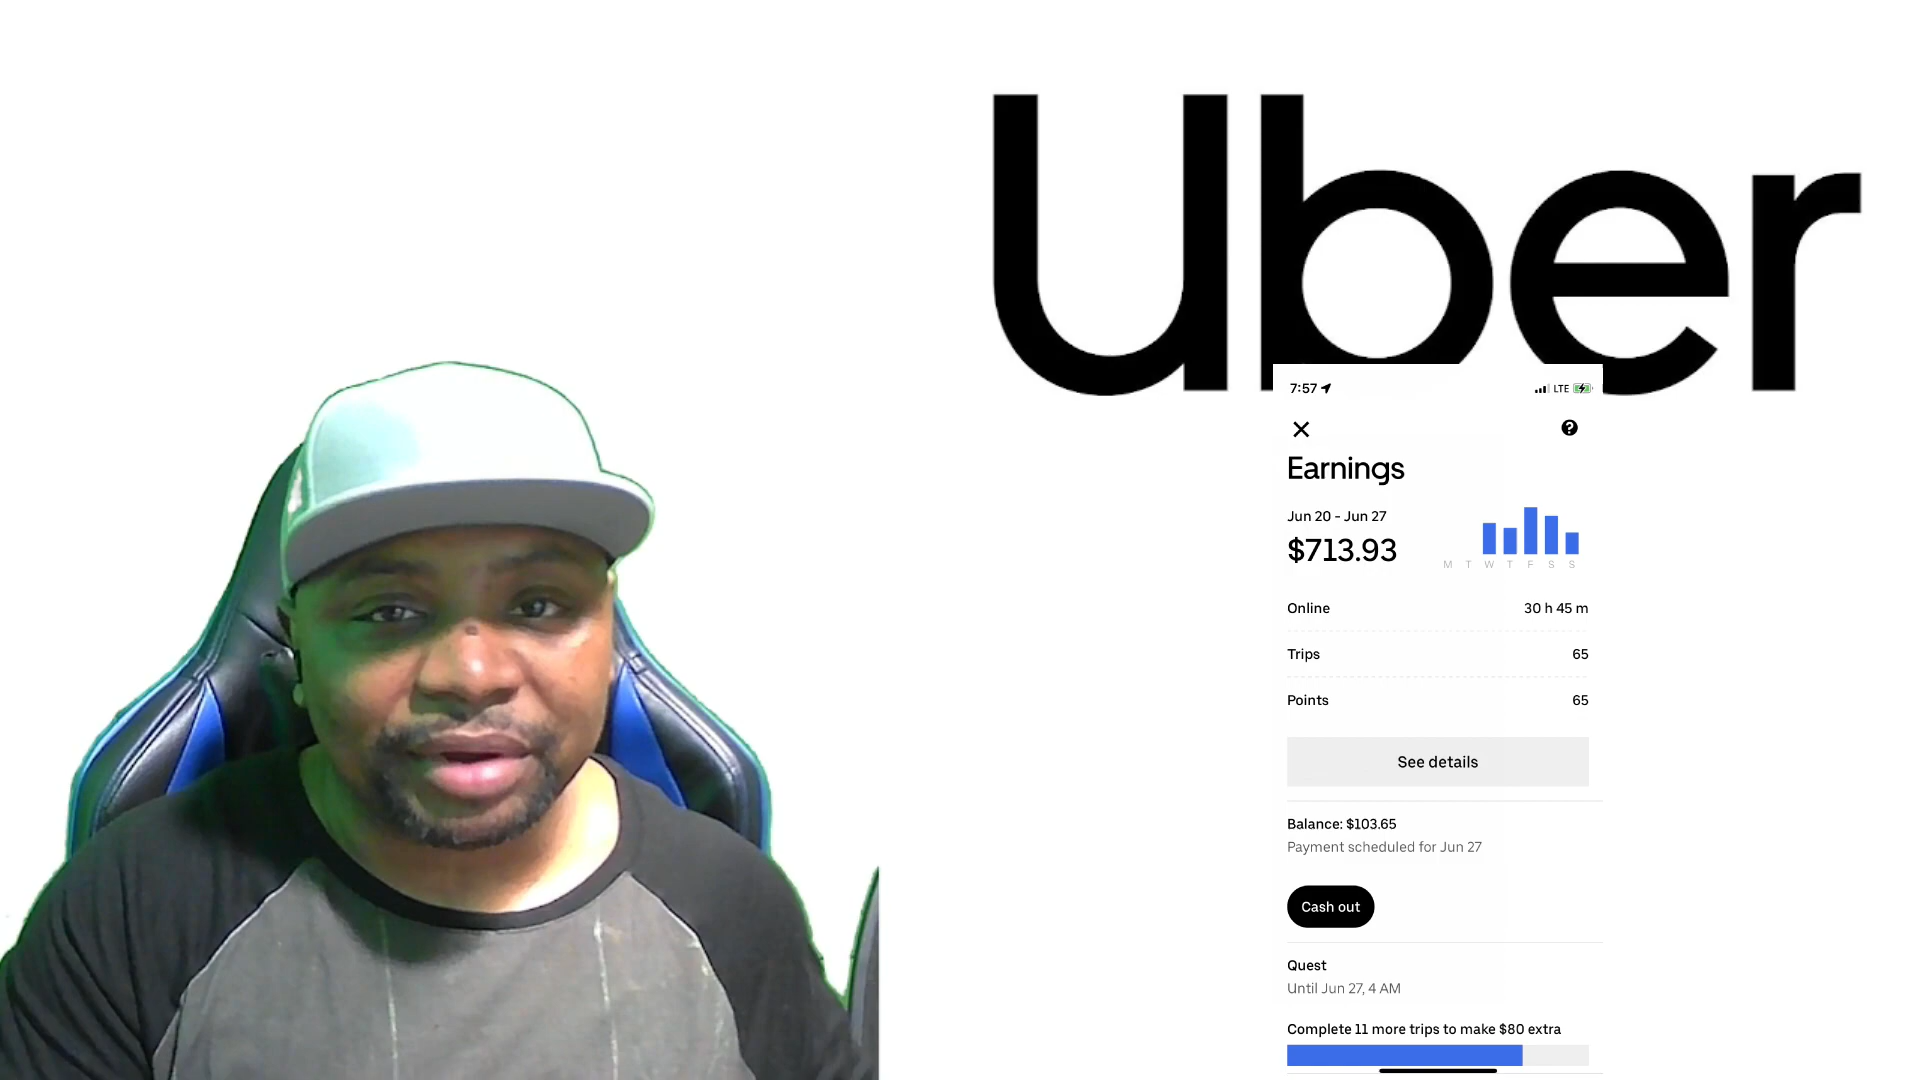 Uber
7:57 LTE
Earnings
Jun 20 - Jun 27
$713.93
M T W T F S S
Online 30 h 45 m
Trips 65
Points 65
See details
Balance: $103.65
Payment scheduled for Jun 27
Cash out
Quest
Until Jun 27, 4 AM
Complete 11 more trips to make $80 extra